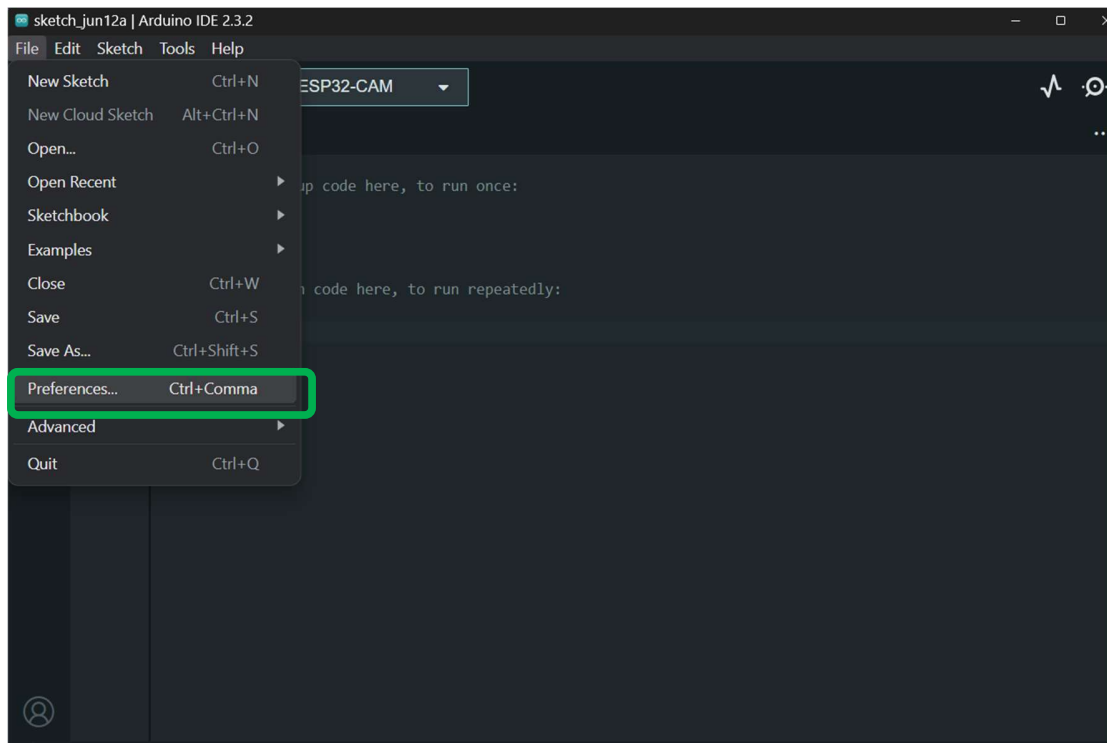 sketch_jun12a | Arduino IDE 2.3.2
File Edit Sketch Tools Help
New Sketch Ctrl+N
ESP32-CAM
New Cloud Sketch Alt+Ctrl+N
Open... Ctrl+O
Open Recent
up code here, to run once:
Sketchbook
Examples
Close Ctrl+W
code here, to run repeatedly:
Save Ctrl+S
Save As... Ctrl+Shift+S
Preferences... Ctrl+Comma
Advanced
Quit Ctrl+Q